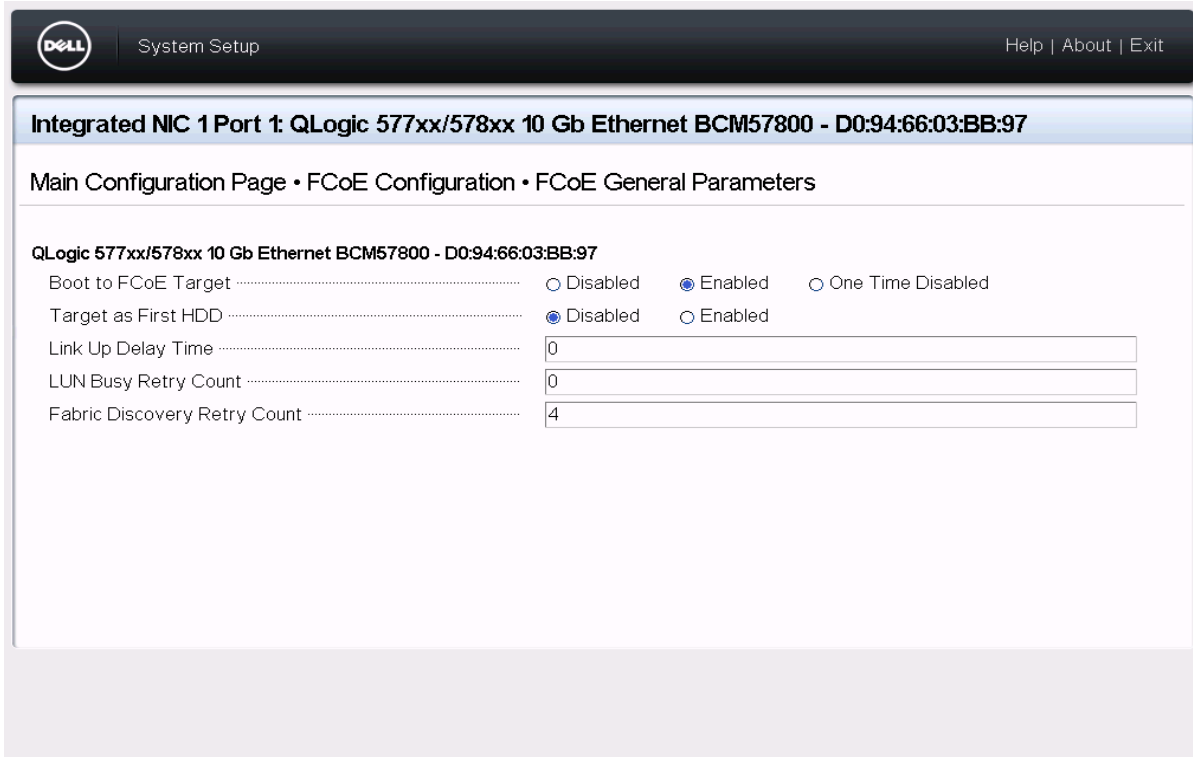 DELL
System Setup
Help | About | Exit
Integrated NIC 1 Port 1: QLogic 577xx/578xx 10 Gb Ethernet BCM57800 - D0:94:66:03:BB:97
Main Configuration Page • FCoE Configuration • FCoE General Parameters
QLogic 577xx/578xx 10 Gb Ethernet BCM57800 - D0:94:66:03:BB:97
Boot to FCoE Target Disabled Enabled One Time Disabled
Target as First HDD Disabled Enabled
Link Up Delay Time 0
LUN Busy Retry Count 0
Fabric Discovery Retry Count 4